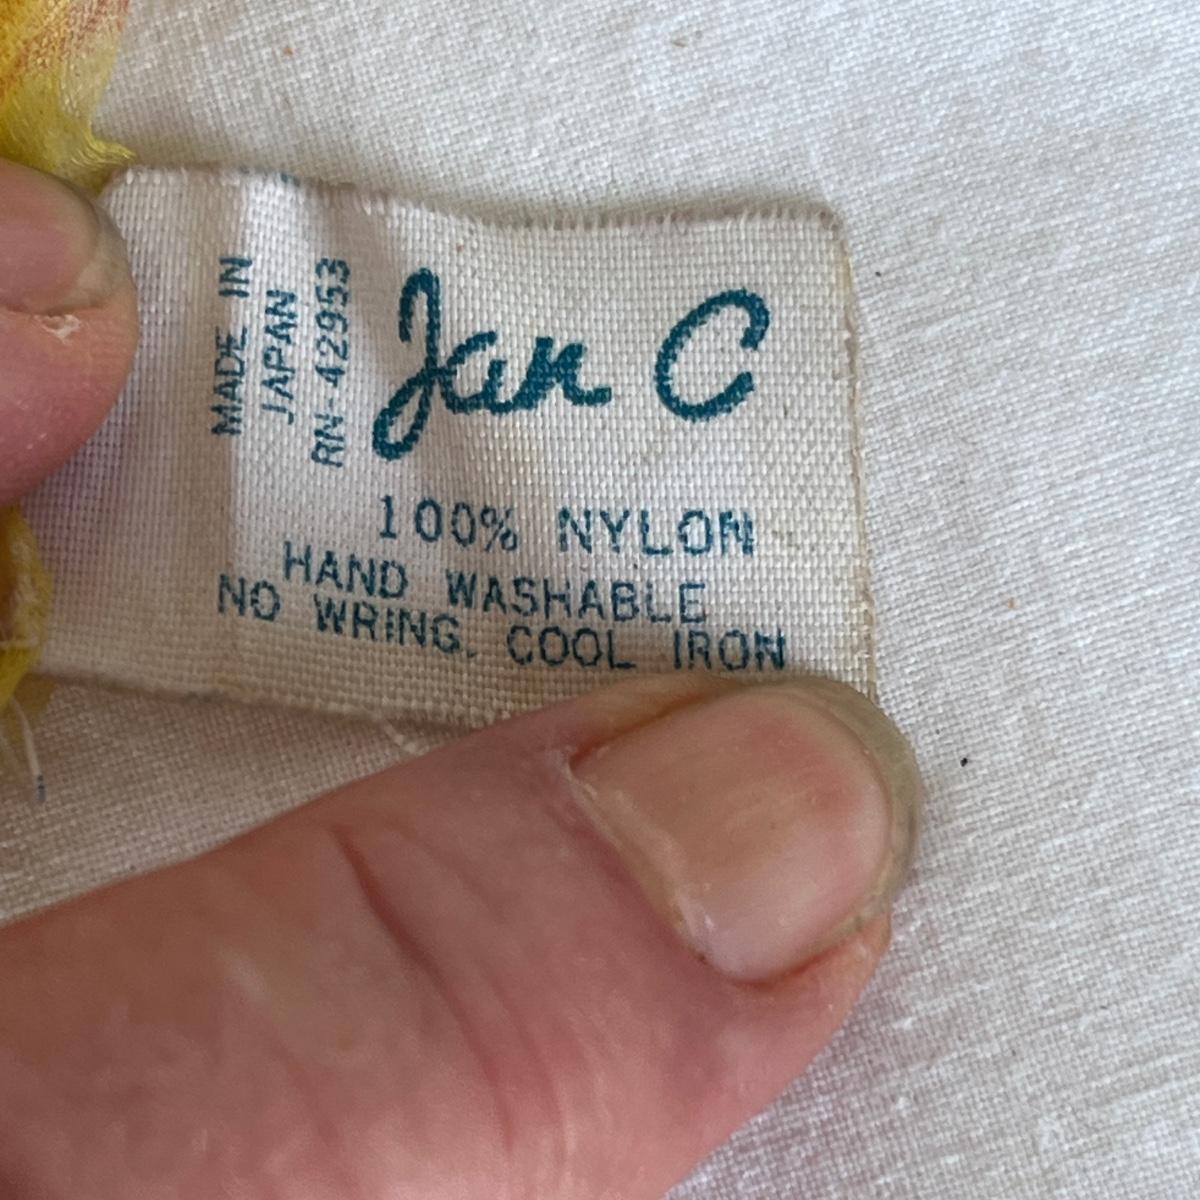 MADE IN
JAPAN
RN-42953
Jan C
100% NYLON
HAND WASHABLE
NO WRING. COOL IRON